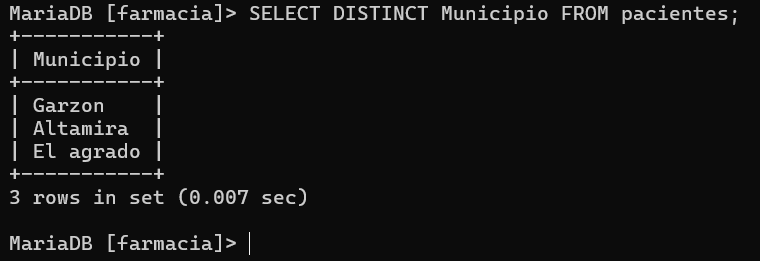 MariaDB [farmacia]> SELECT DISTINCT Municipio FROM pacientes;
+-----------+
| Municipio |
+-----------+
| Garzon    |
| Altamira  |
| El agrado |
+-----------+
3 rows in set (0.007 sec)

MariaDB [farmacia]>